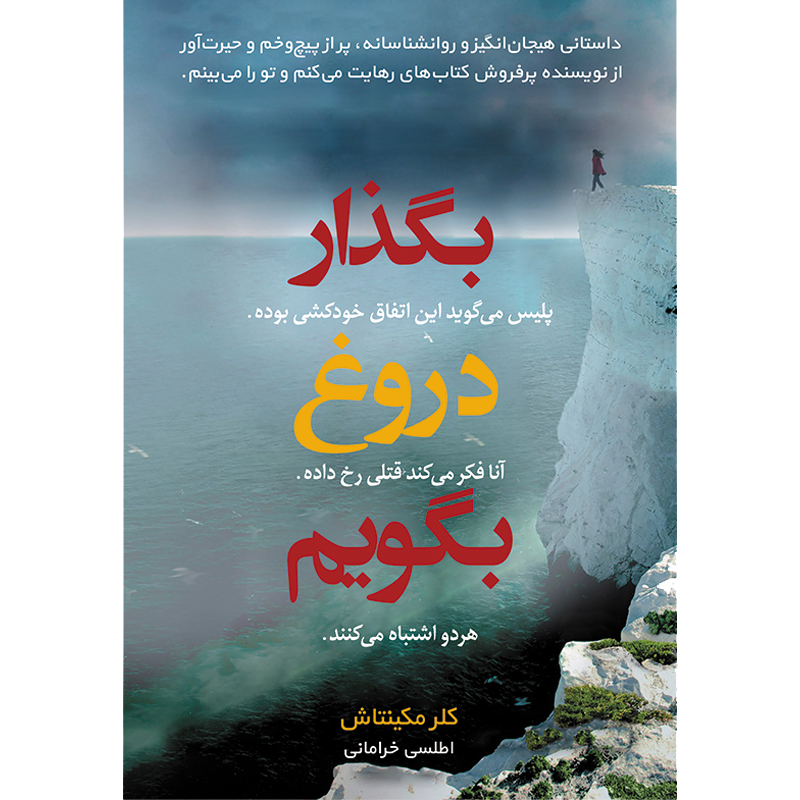 داستانی هیجان‌انگیز و روانشناسانه، پر از پیچ‌وخم و حیرت‌آور
از نویسنده پرفروش کتاب‌های رهایت می‌کنم و تو را می‌بینم.
بگذار
پلیس می‌گوید این اتفاق خودکشی بوده.
دروغ
آنا فکر می‌کند قتلی رخ داده.
بگویم
هردو اشتباه می‌کنند.
کلر مکینتاش
اطلسی خرامانی